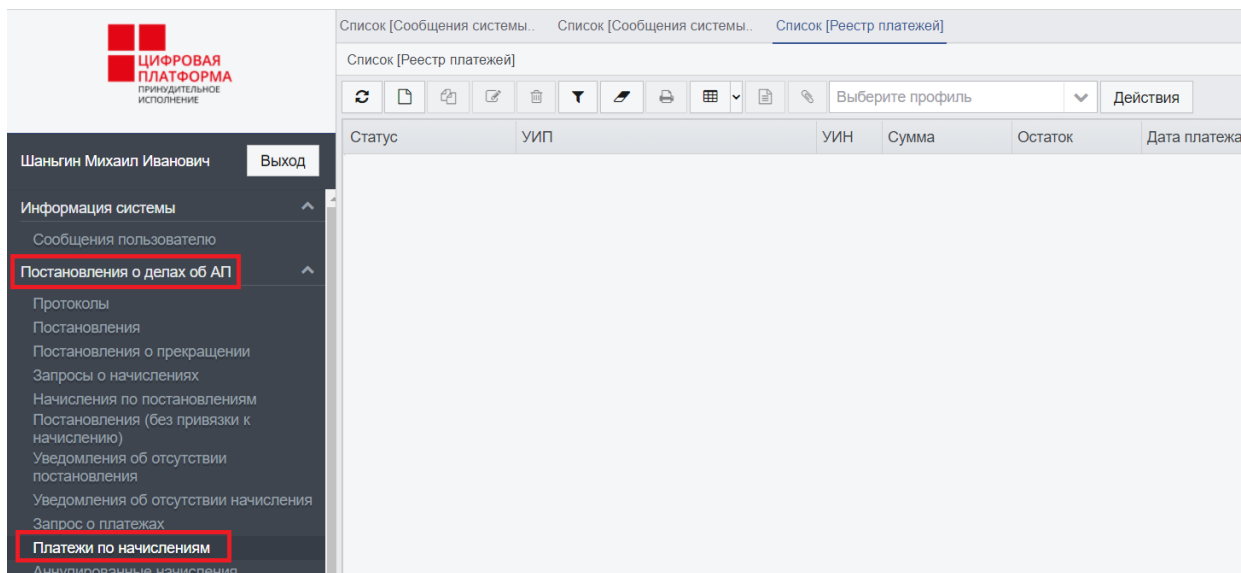 Список [Сообщения системы.. Список [Сообщения системы.. Список [Реестр платежей]
ЦИФРОВАЯ
ПЛАТФОРМА
ПРИНУДИТЕЛЬНОЕ
ИСПОЛНЕНИЕ
Список [Реестр платежей]
Выберите профиль Действия
Статус УИП УИН Сумма Остаток Дата платежа
Шаньгин Михаил Иванович Выход
Информация системы
Сообщения пользователю
Постановления о делах об АП
Протоколы
Постановления
Постановления о прекращении
Запросы о начислениях
Начисления по постановлениям
Постановления (без привязки к
начислению)
Уведомления об отсутствии
постановления
Уведомления об отсутствии начисления
Запрос о платежах
Платежи по начислениям
Аннулированные начисления